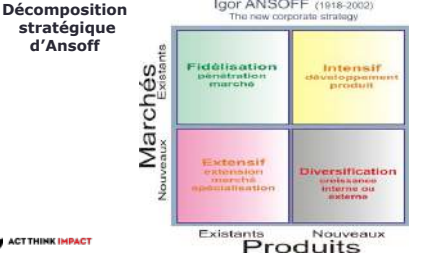 Décomposition
stratégique
d'Ansoff
Igor ANSOFF (1918-2002)
The new corporate strategy
Marchés
Existants
Nouveaux
Fidélisation
pénétration
marché
Intensif
développement
produit
Extensif
extension
marché
spécialisation
Diversification
croissance
interne ou
externe
Existants
Nouveaux
Produits
ACT THINK IMPACT